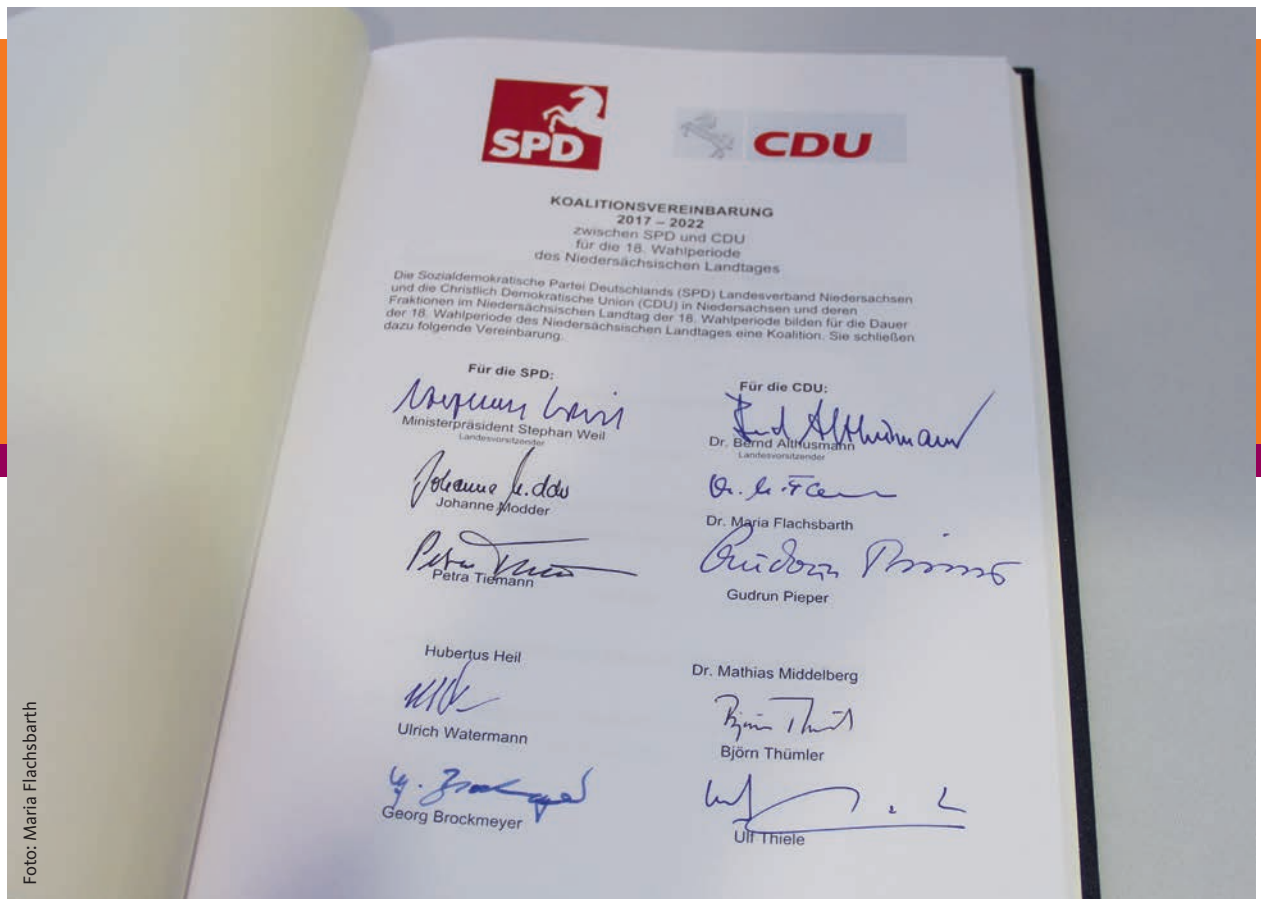 SPD
CDU
KOALITIONSVEREINBARUNG
2017 – 2022
zwischen SPD und CDU
für die 18. Wahlperiode
des Niedersächsischen Landtages
Die Sozialdemokratische Partei Deutschlands (SPD) Landesverband Niedersachsen
und die Christlich Demokratische Union (CDU) in Niedersachsen und deren
Fraktionen im Niedersächsischen Landtag der 18. Wahlperiode bilden für die Dauer
der 18. Wahlperiode des Niedersächsischen Landtages eine Koalition. Sie schließen
dazu folgende Vereinbarung.
Für die SPD:
Ministerpräsident Stephan Weil
Landesvorsitzender
Johanne Modder
Petra Tiemann
Hubertus Heil
Ulrich Watermann
Georg Brockmeyer
Für die CDU:
Dr. Bernd Althusmann
Landesvorsitzender
Dr. Maria Flachsbarth
Gudrun Pieper
Dr. Mathias Middelberg
Björn Thümler
Ulf Thiele
Foto: Maria Flachsbarth